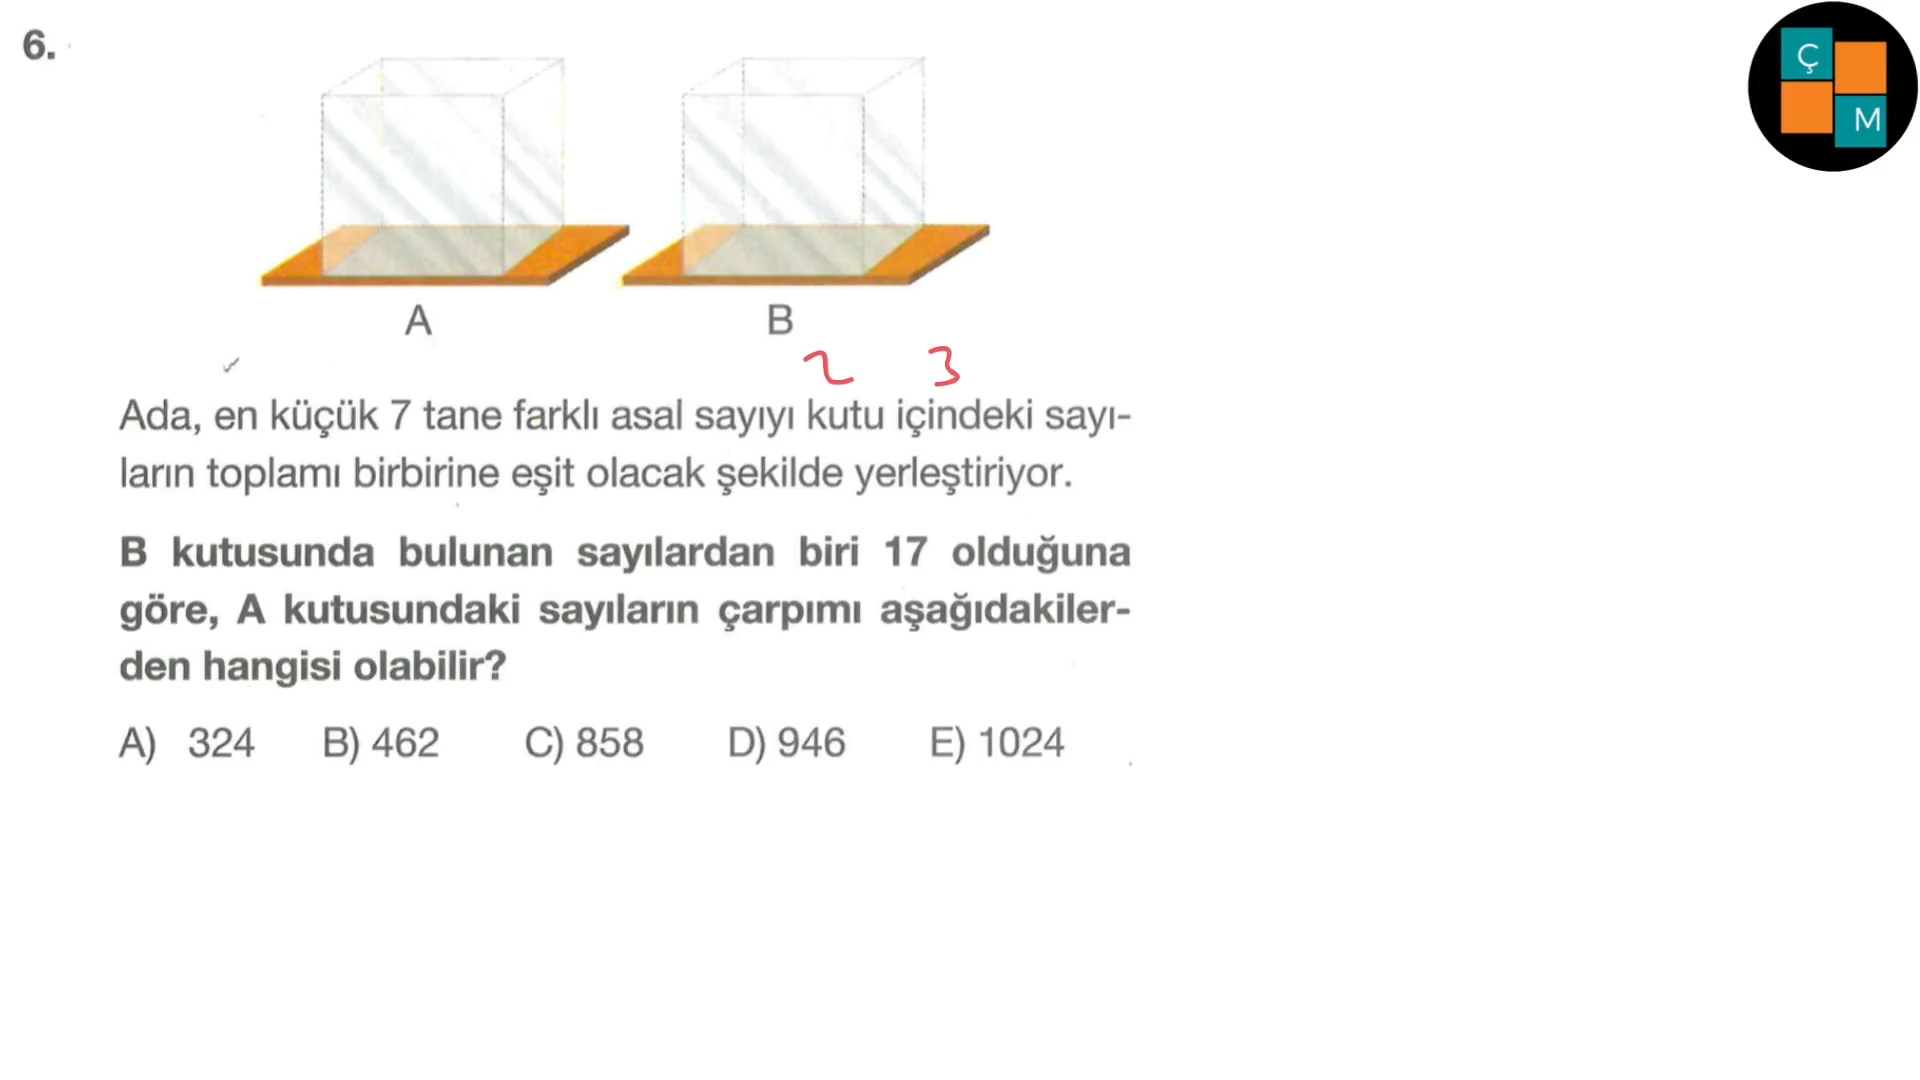 6.
Ç
M
A
B
2 3
Ada, en küçük 7 tane farklı asal sayıyı kutu içindeki sayı-
ların toplamı birbirine eşit olacak şekilde yerleştiriyor.
B kutusunda bulunan sayılardan biri 17 olduğuna
göre, A kutusundaki sayıların çarpımı aşağıdakiler-
den hangisi olabilir?
A) 324 B) 462 C) 858 D) 946 E) 1024